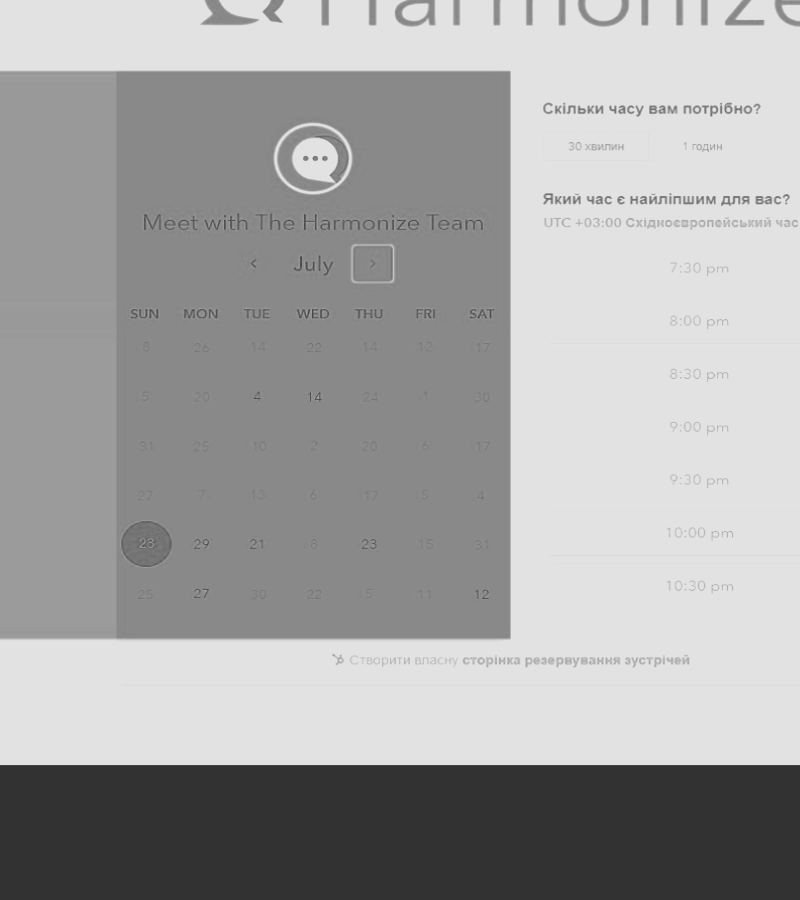 Harmonize
Meet with The Harmonize Team
July
SUN MON TUE WED THU FRI SAT
8 26 14 22 14 12 17
5 20 4 14 24 1 30
31 25 10 2 20 6 17
27 7 13 6 17 5 4
23 29 21 8 23 15 31
25 27 30 22 5 11 12
Скільки часу вам потрібно?
30 хвилин 1 годин
Який час є найліпшим для вас?
UTC +03:00 Східноєвропейський час
7:30 pm
8:00 pm
8:30 pm
9:00 pm
9:30 pm
10:00 pm
10:30 pm
Створити власну сторінка резервування зустрічей